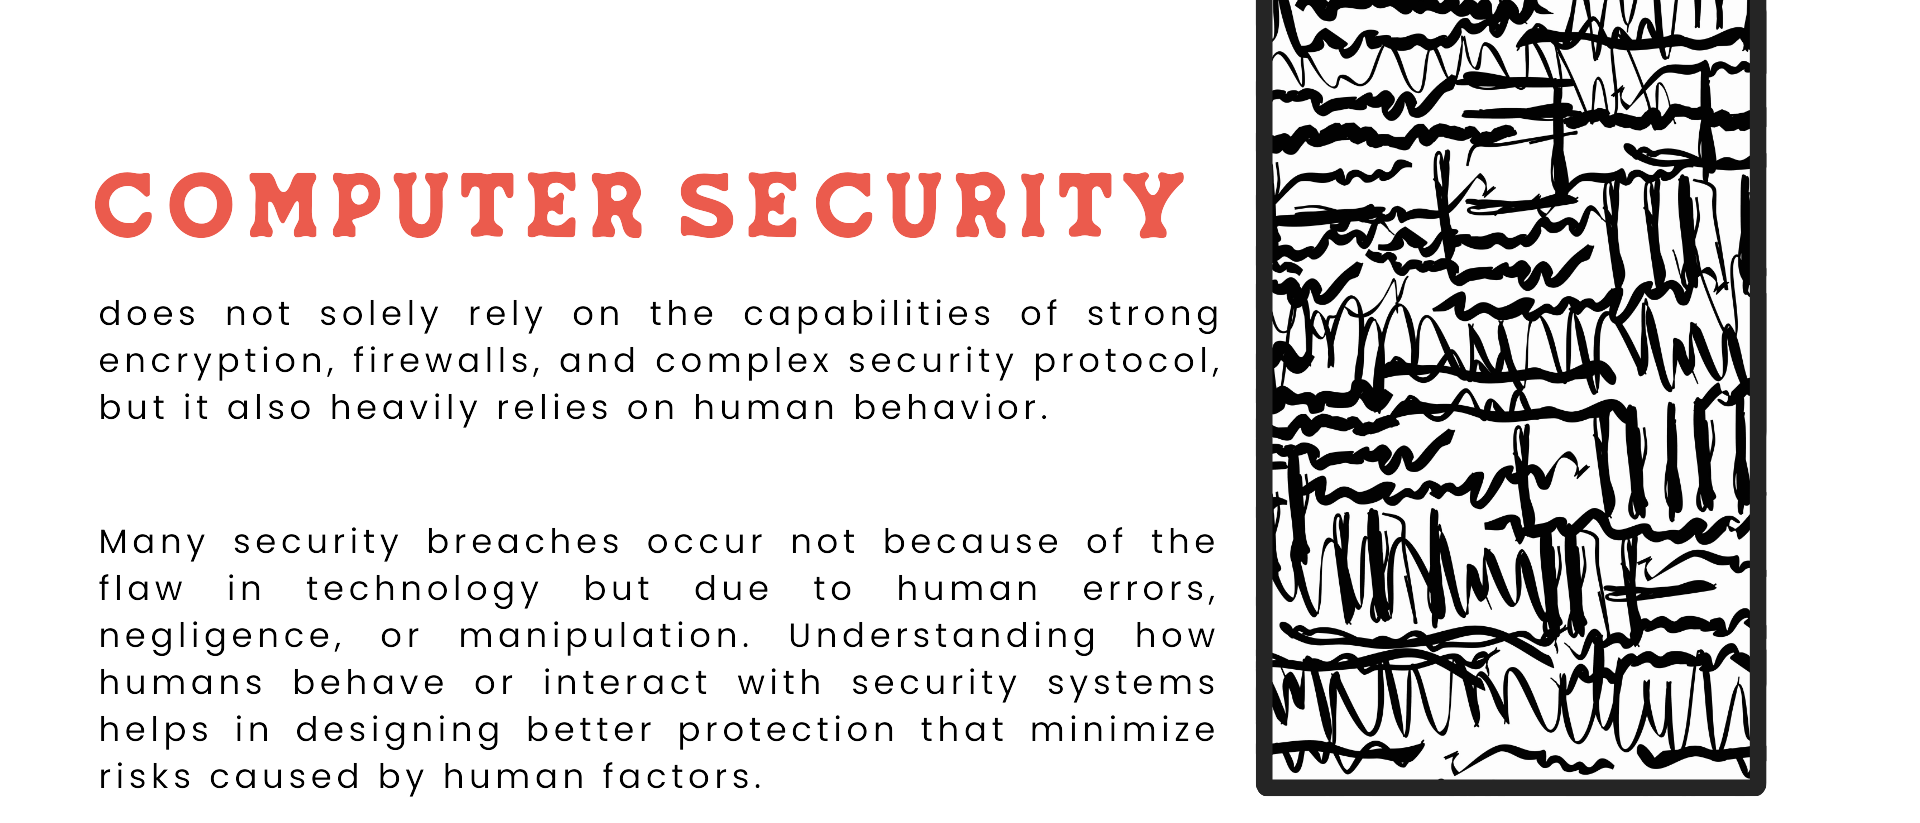 COMPUTER SECURITY
does not solely rely on the capabilities of strong
encryption, firewalls, and complex security protocol,
but it also heavily relies on human behavior.
Many security breaches occur not because of the
flaw in technology but due to human errors,
negligence, or manipulation. Understanding how
humans behave or interact with security systems
helps in designing better protection that minimize
risks caused by human factors.